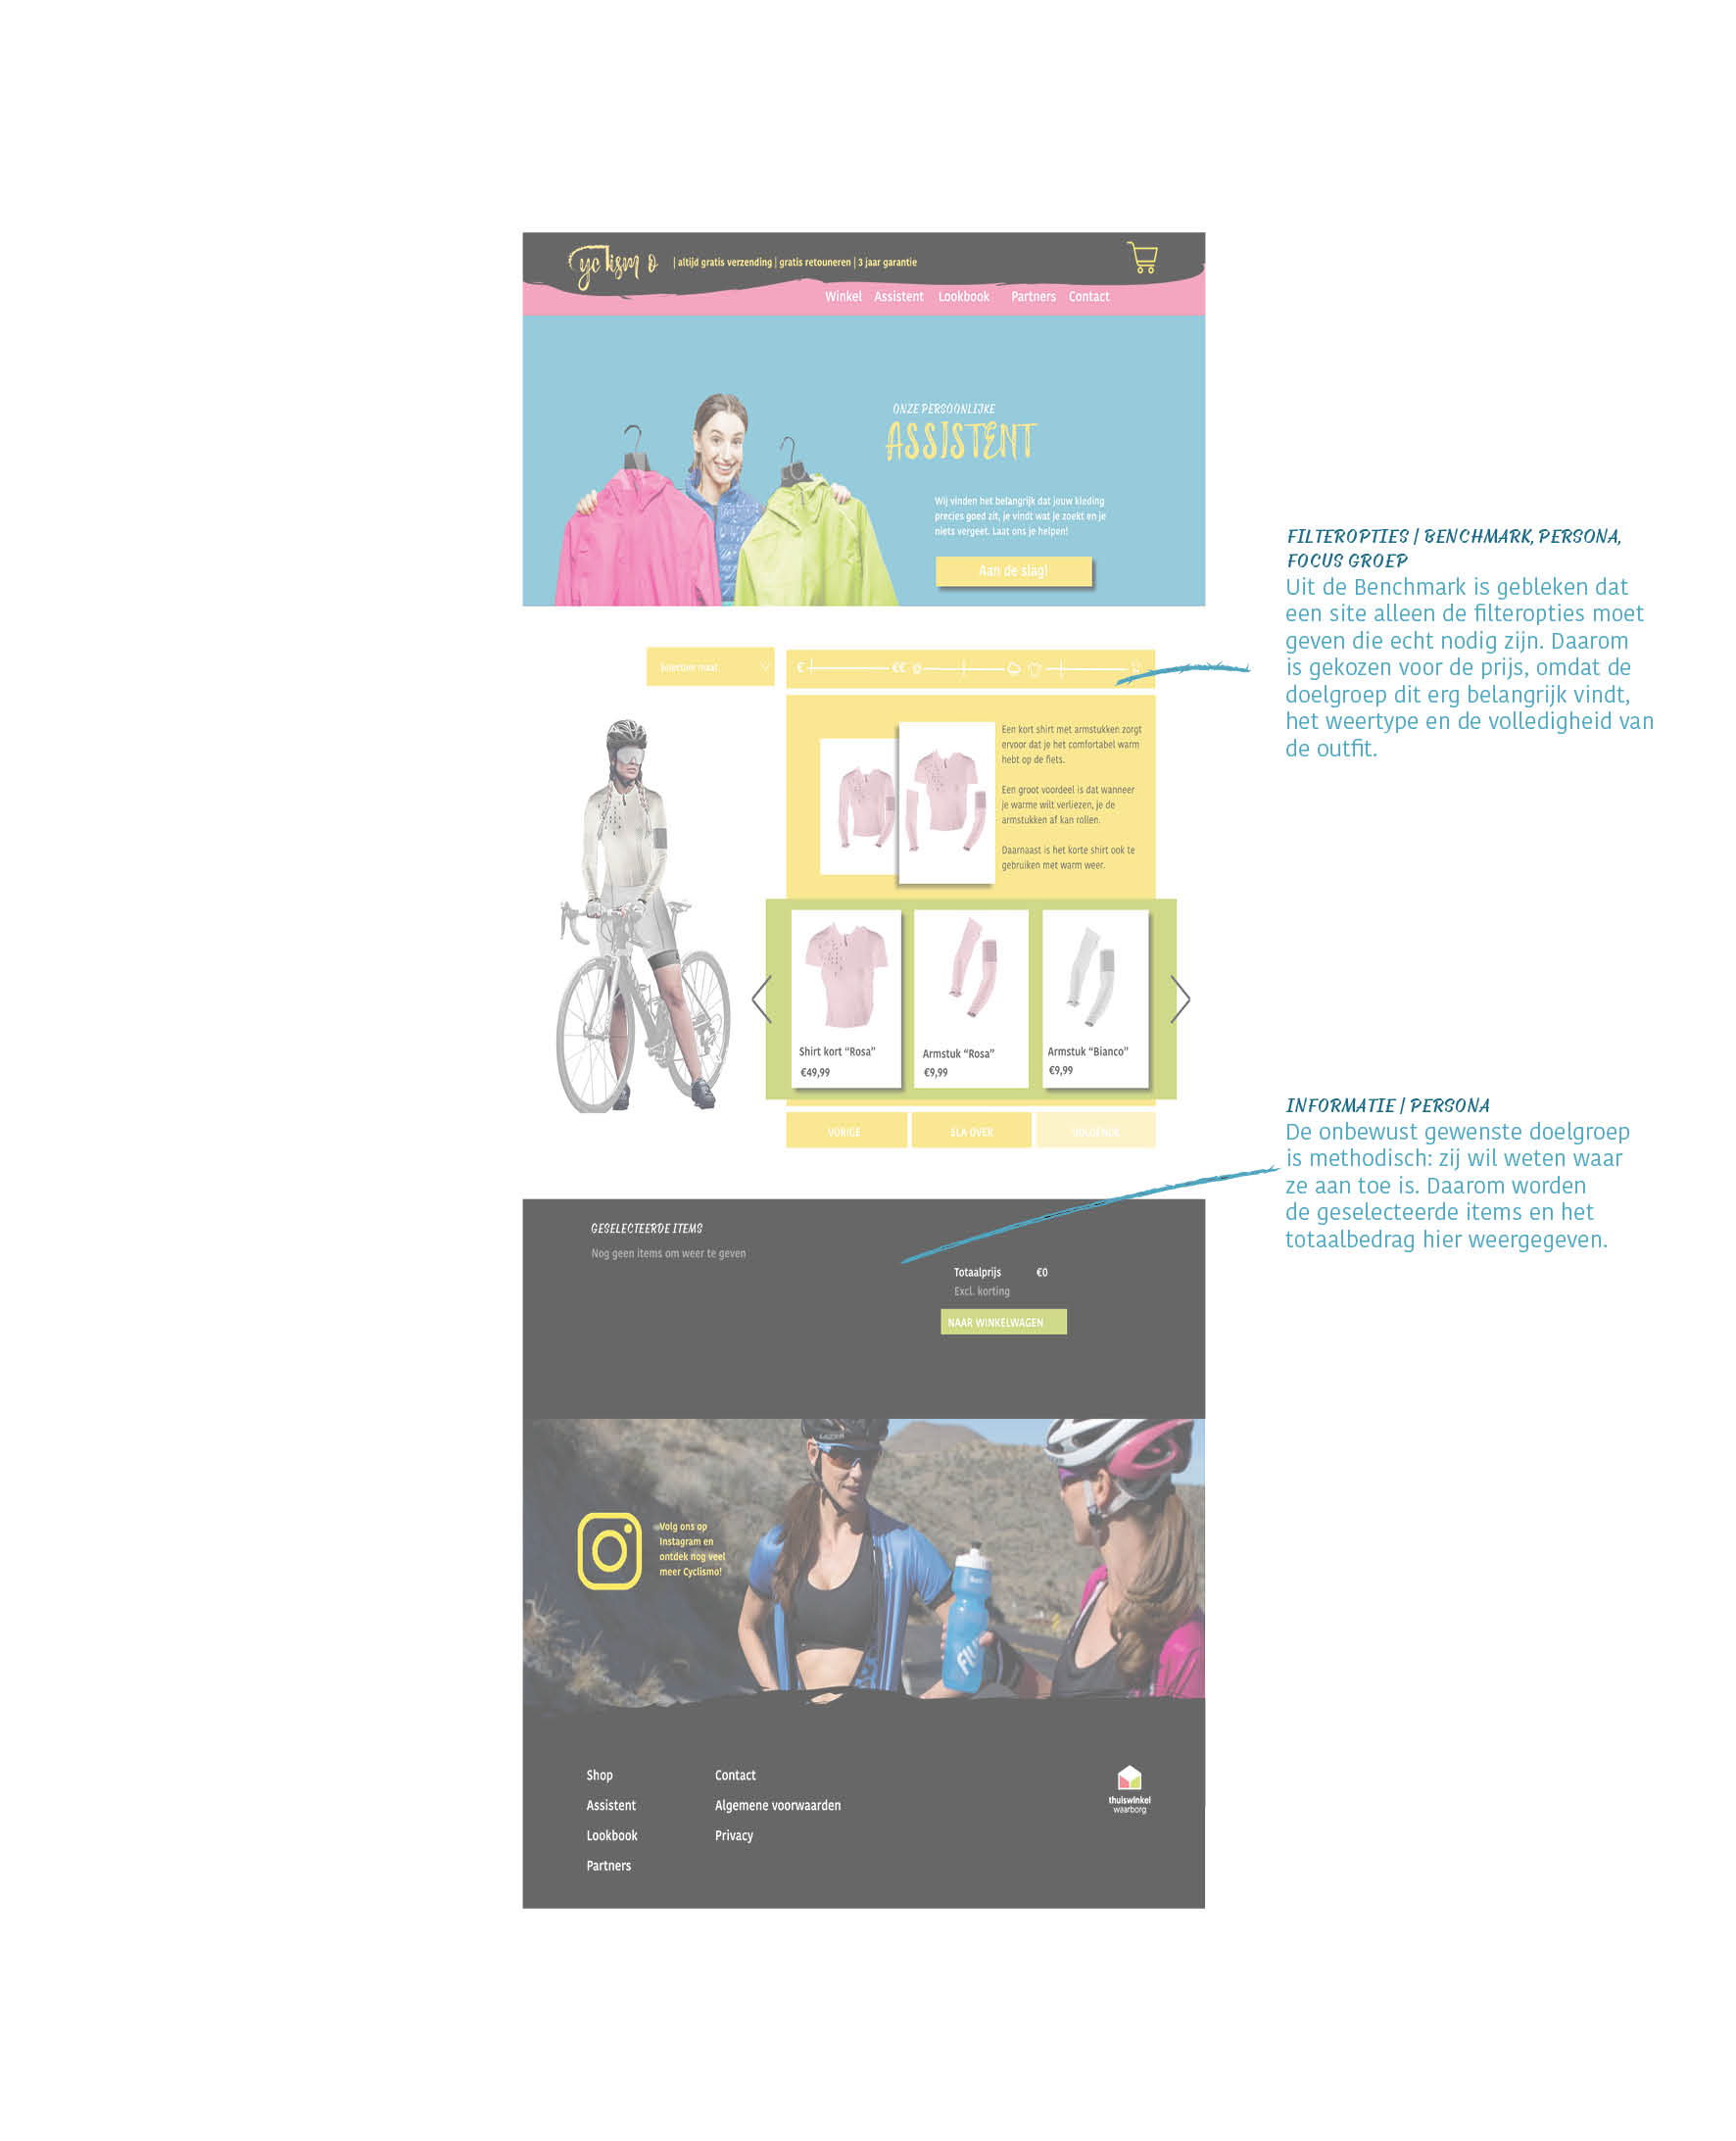 Cyclismo
| altijd gratis verzending | gratis retouneren | 3 jaar garantie
Winkel Assistent Lookbook Partners Contact
ONZE PERSOONLIJKE
ASSISTENT
Wij vinden het belangrijk dat jouw kleding
precies goed zit, je vindt wat je zoekt en je
niets vergeet. Laat ons je helpen!
Aan de slag!
FILTEROPTIES / BENCHMARK, PERSONA,
FOCUS GROEP
Uit de Benchmark is gebleken dat
een site alleen de filteropties moet
geven die echt nodig zijn. Daarom
is gekozen voor de prijs, omdat de
doelgroep dit erg belangrijk vindt,
het weertype en de volledigheid van
de outfit.
Selecteer maat
€ €€
Een kort shirt met armstukken zorgt
ervoor dat je het comfortabel warm
hebt op de fiets.
Een groot voordeel is dat wanneer
je warme wilt verliezen, je de
armstukken af kan rollen.
Daarnaast is het korte shirt ook te
gebruiken met warm weer.
Shirt kort “Rosa”
€49,99
Armstuk “Rosa”
€9,99
Armstuk “Bianco”
€9,99
VORIGE
SLA OVER
VOLGENDE
INFORMATIE / PERSONA
De onbewust gewenste doelgroep
is methodisch: zij wil weten waar
ze aan toe is. Daarom worden
de geselecteerde items en het
totaalbedrag hier weergegeven.
GESELECTEERDE ITEMS
Nog geen items om weer te geven
Totaalprijs €0
Excl. korting
NAAR WINKELWAGEN
LAZER
Volg ons op
Instagram en
ontdek nog veel
meer Cyclismo!
Shop
Assistent
Lookbook
Partners
Contact
Algemene voorwaarden
Privacy
thuiswinkel
waarborg